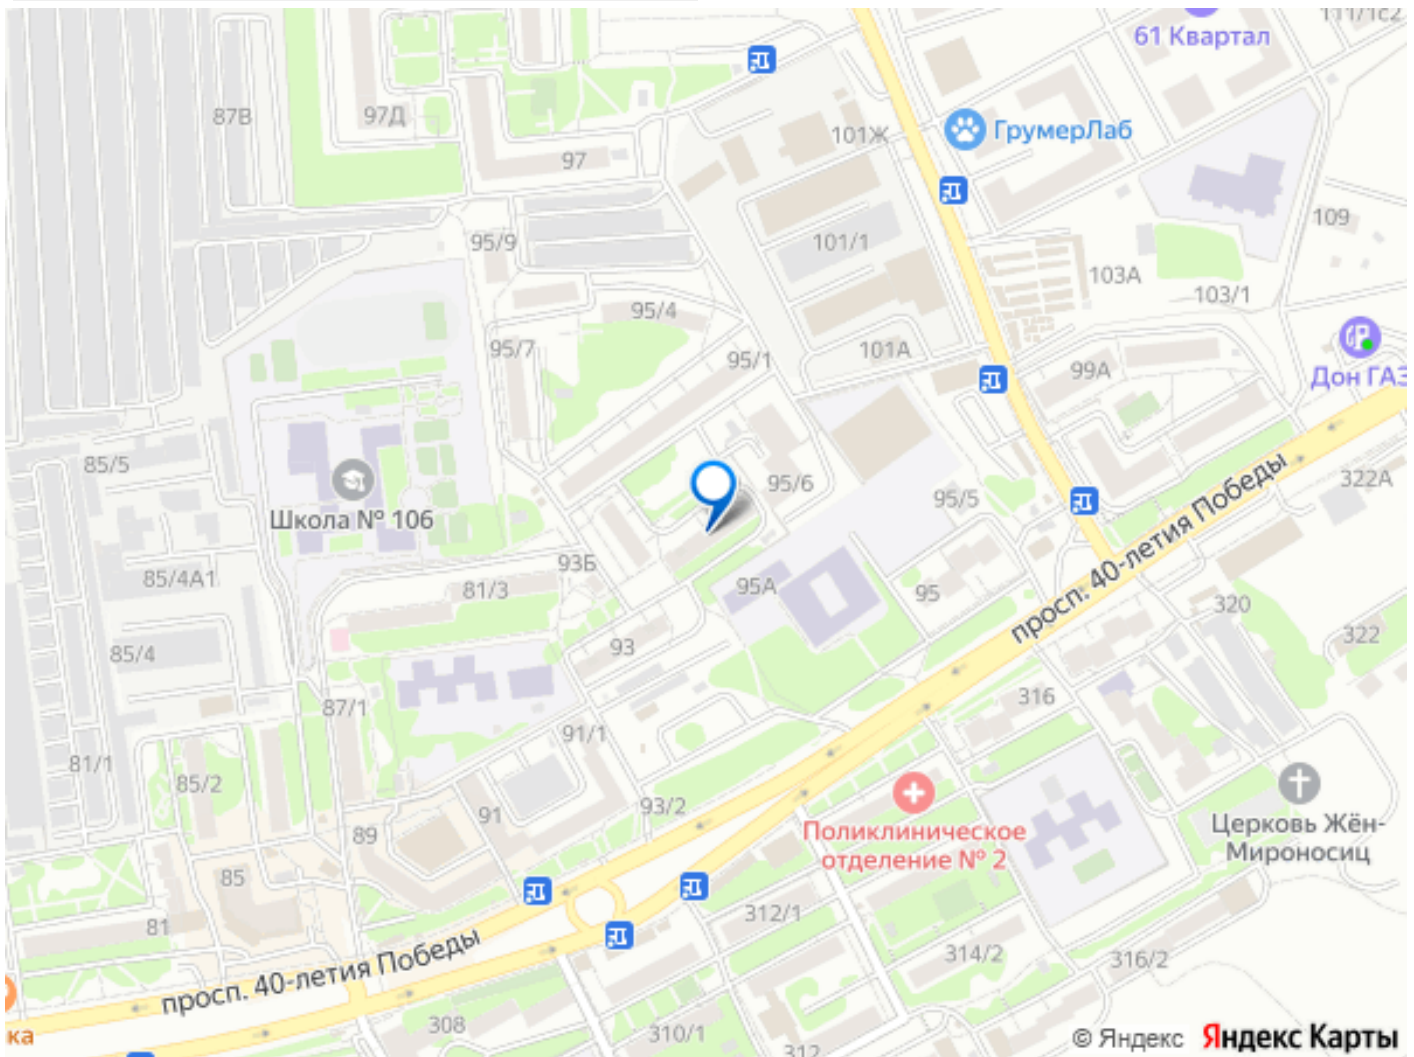 111/1с2
61 Квартал
87В
97Д
101Ж
ГрумерЛаб
97
109
95/9
101/1
103А
103/1
95/4
95/7
95/1
101А
99А
Дон ГАЗ
85/5
95/6
95/5
322А
Школа № 106
просп. 40-летия Победы
93Б
85/4А1
81/3
95А
95
320
322
85/4
93
316
87/1
91/1
81/1
85/2
93/2
91
89
Поликлиническое
отделение № 2
Церковь Жён-
Мироносиц
85
81
312/1
просп. 40-летия Победы
314/2
316/2
308
310/1
312
ка
© Яндекс Яндекс Карты